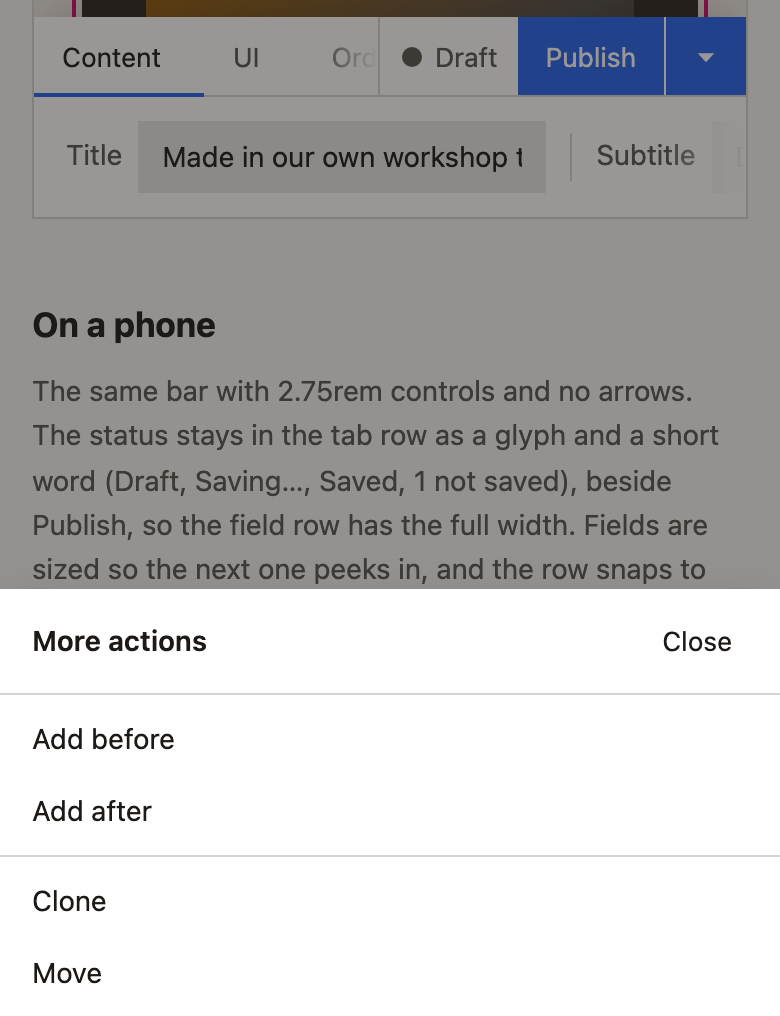 Content
UI
Ord
Draft
Publish
Title
Made in our own workshop t
Subtitle
On a phone
The same bar with 2.75rem controls and no arrows.
The status stays in the tab row as a glyph and a short
word (Draft, Saving…, Saved, 1 not saved), beside
Publish, so the field row has the full width. Fields are
sized so the next one peeks in, and the row snaps to
More actions
Close
Add before
Add after
Clone
Move